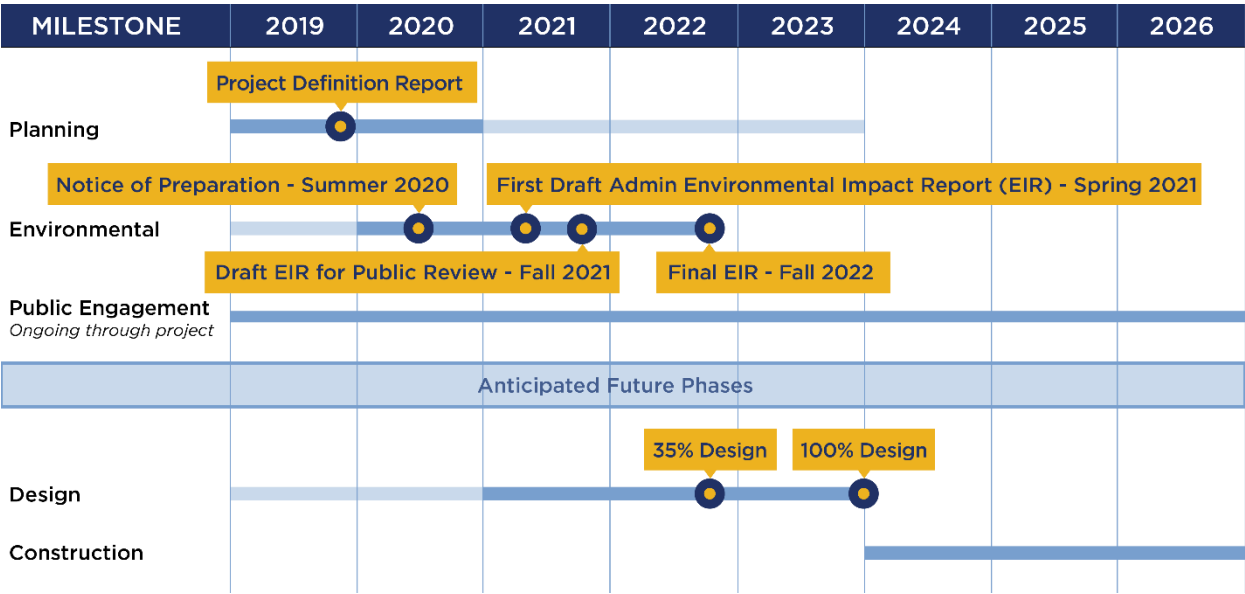 MILESTONE 2019 2020 2021 2022 2023 2024 2025 2026
Project Definition Report
Planning
Notice of Preparation - Summer 2020
First Draft Admin Environmental Impact Report (EIR) - Spring 2021
Environmental
Draft EIR for Public Review - Fall 2021
Final EIR - Fall 2022
Public Engagement
Ongoing through project
Anticipated Future Phases
35% Design
100% Design
Design
Construction